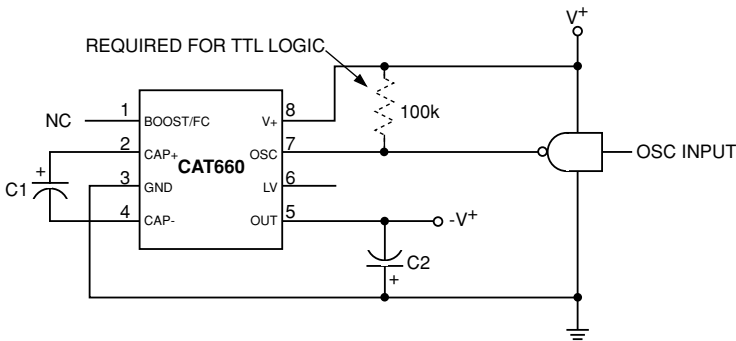 V+
REQUIRED FOR TTL LOGIC
100k
NC
1
BOOST/FC
V+
8
2
CAP+
CAT660
OSC
7
OSC INPUT
+
C1
3
GND
LV
6
4
CAP-
OUT
5
-V+
C2
+